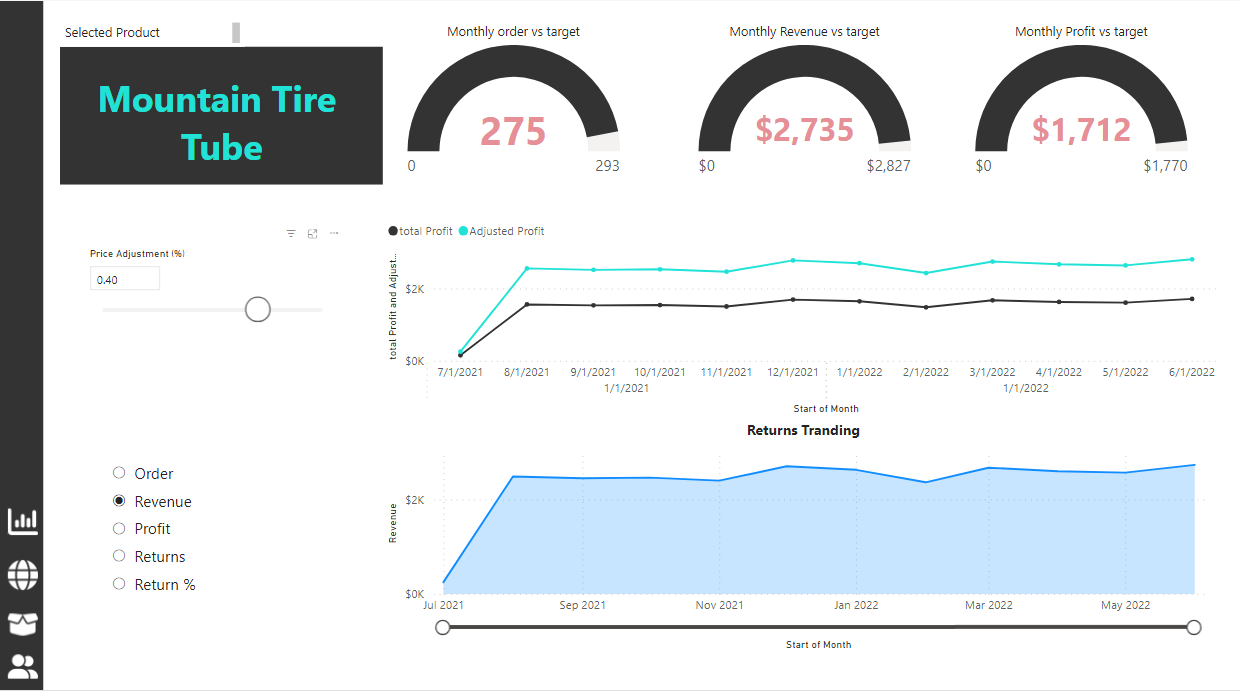 Selected Product
Mountain Tire
Tube
Monthly order vs target
275
0
293
Monthly Revenue vs target
$2,735
$0
$2,827
Monthly Profit vs target
$1,712
$0
$1,770
Price Adjustment (%)
0.40
total Profit Adjusted Profit
total Profit and Adjust...
$2K
$0K
7/1/2021 8/1/2021 9/1/2021 10/1/2021 11/1/2021 12/1/2021 1/1/2022 2/1/2022 3/1/2022 4/1/2022 5/1/2022 6/1/2022
1/1/2021 1/1/2022
Start of Month
Order
Revenue
Profit
Returns
Return %
Returns Tranding
Revenue
$2K
$0K
Jul 2021 Sep 2021 Nov 2021 Jan 2022 Mar 2022 May 2022
Start of Month